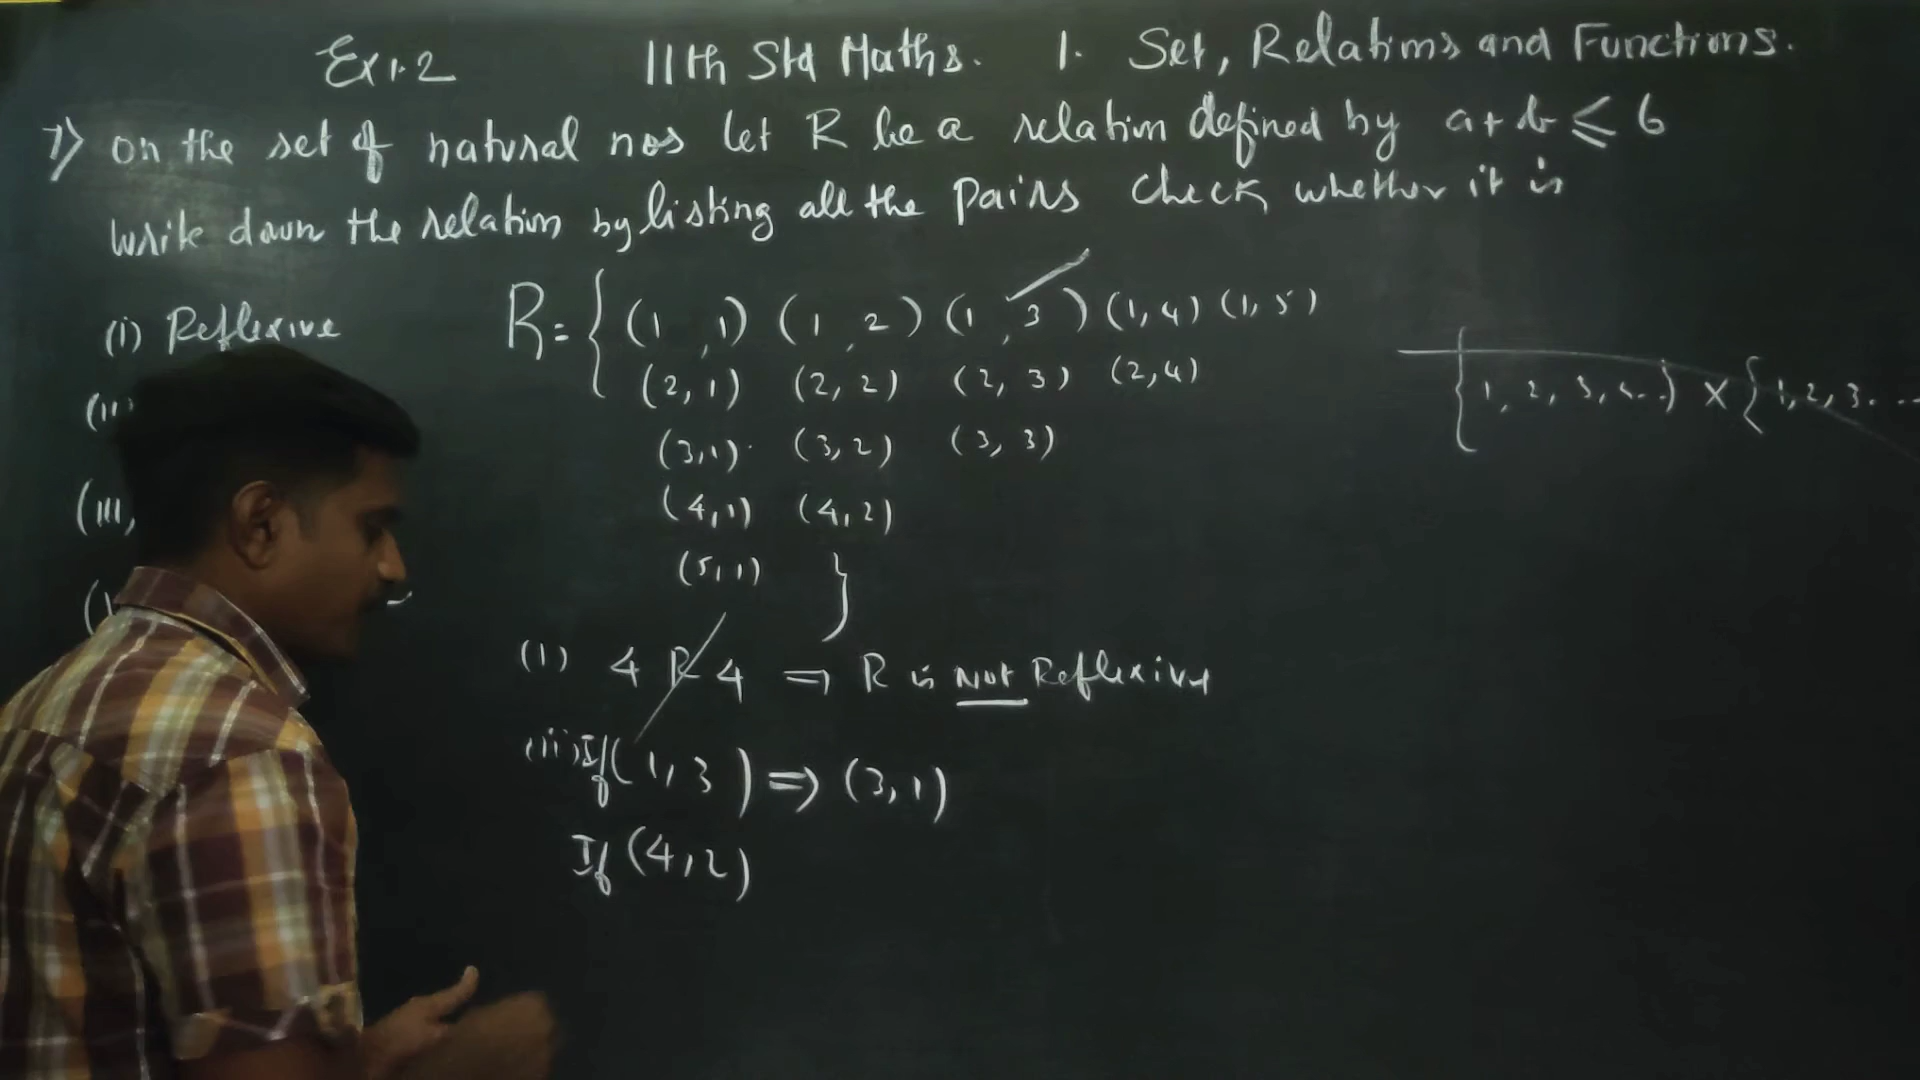 Ex 1.2 11th Std Maths. 1. Set, Relations and Functions.
7) on the set of natural nos let R be a relation defined by a + b ≤ 6
write down the relation by listing all the pairs check whether it is
(i) Reflexive
(ii)
(iii)
R = { (1, 1) (1, 2) (1, 3) (1, 4) (1, 5)
(2, 1) (2, 2) (2, 3) (2, 4)
(3, 1) (3, 2) (3, 3)
(4, 1) (4, 2)
(5, 1) }
{1, 2, 3, 4..} x {1, 2, 3...
(i) 4 R̸ 4 ⇒ R is Not Reflexive
(ii) If (1, 3) ⇒ (3, 1)
If (4, 2)